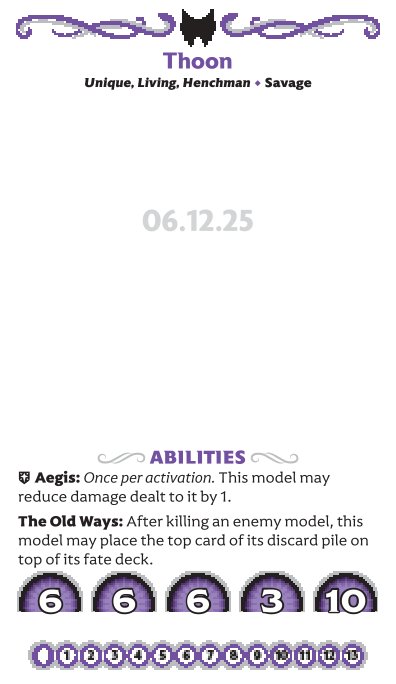 Thoon
Unique, Living, Henchman • Savage
06.12.25
ABILITIES
Aegis: Once per activation. This model may
reduce damage dealt to it by 1.
The Old Ways: After killing an enemy model, this
model may place the top card of its discard pile on
top of its fate deck.
6 6 6 3 10
1 2 3 4 5 6 7 8 9 10 11 12 13